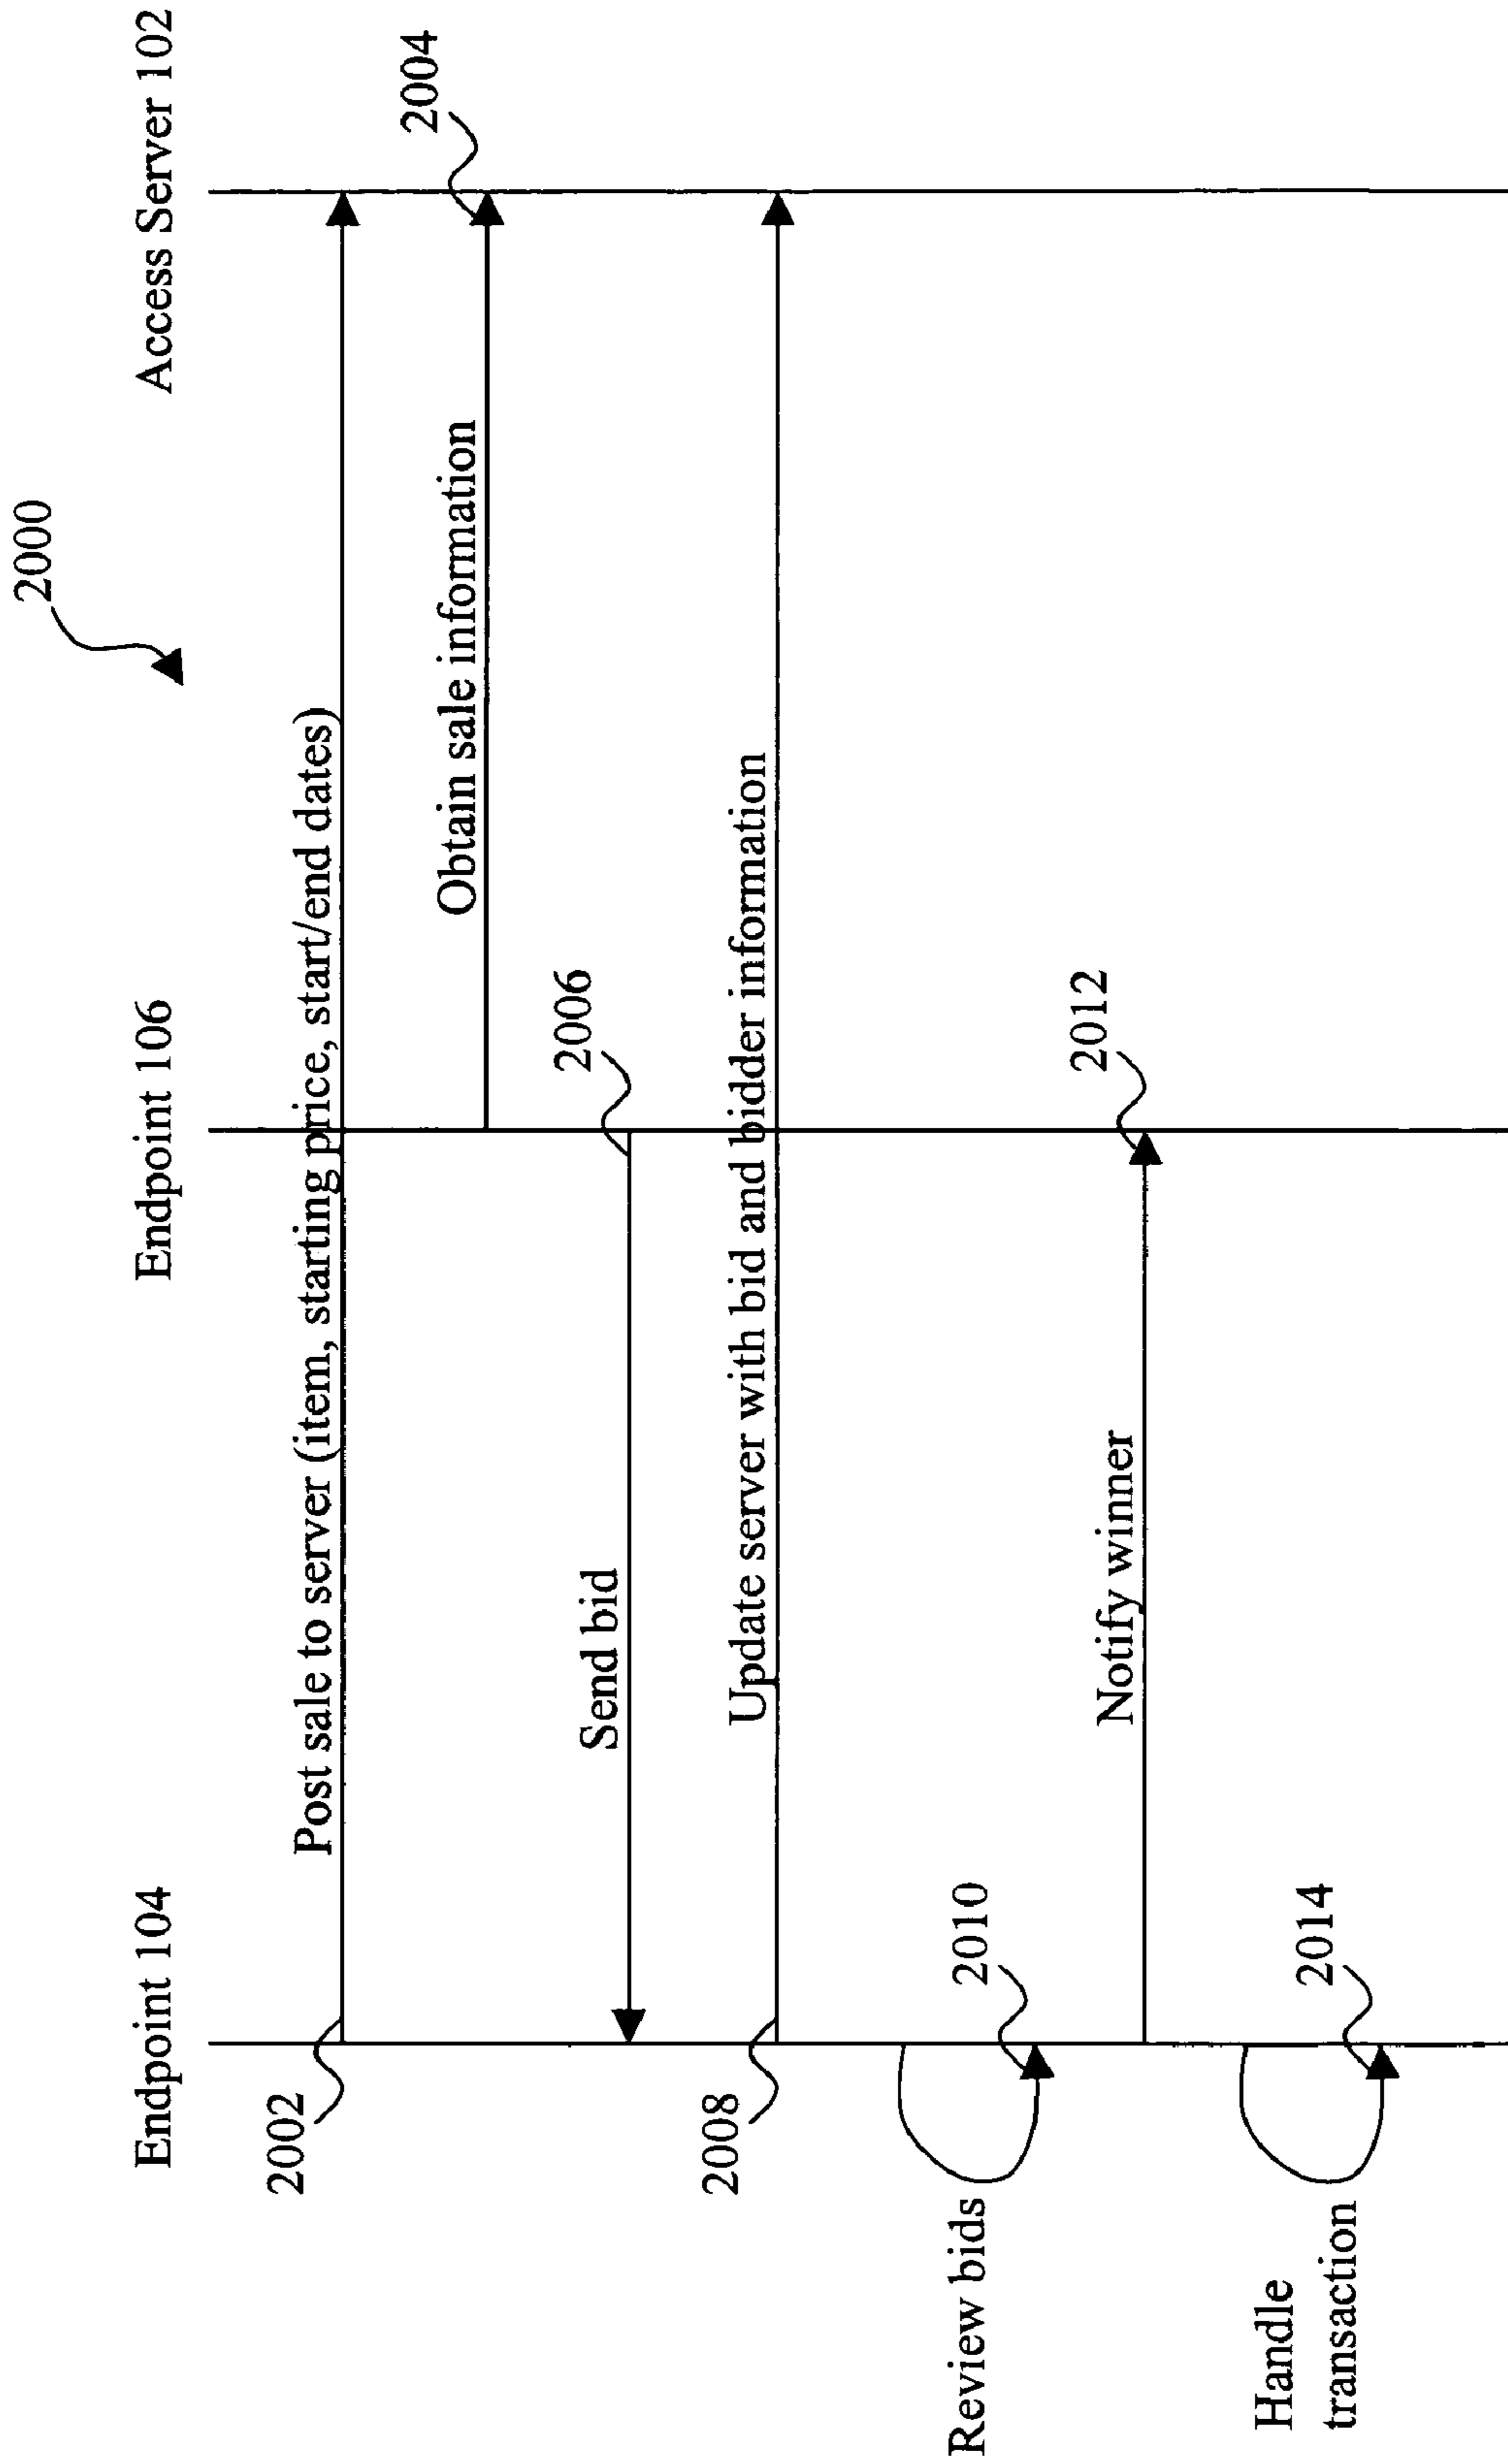 2000
Endpoint 104
Endpoint 106
Access Server 102
2002
Post sale to server (item, starting price, start/end dates)
2004
Obtain sale information
2006
Send bid
2008
Update server with bid and bidder information
Review bids
2010
2012
Notify winner
Handle
transaction
2014